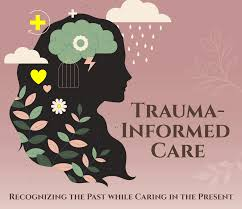 Trauma-
Informed
Care
Recognizing the Past while Caring in the Present